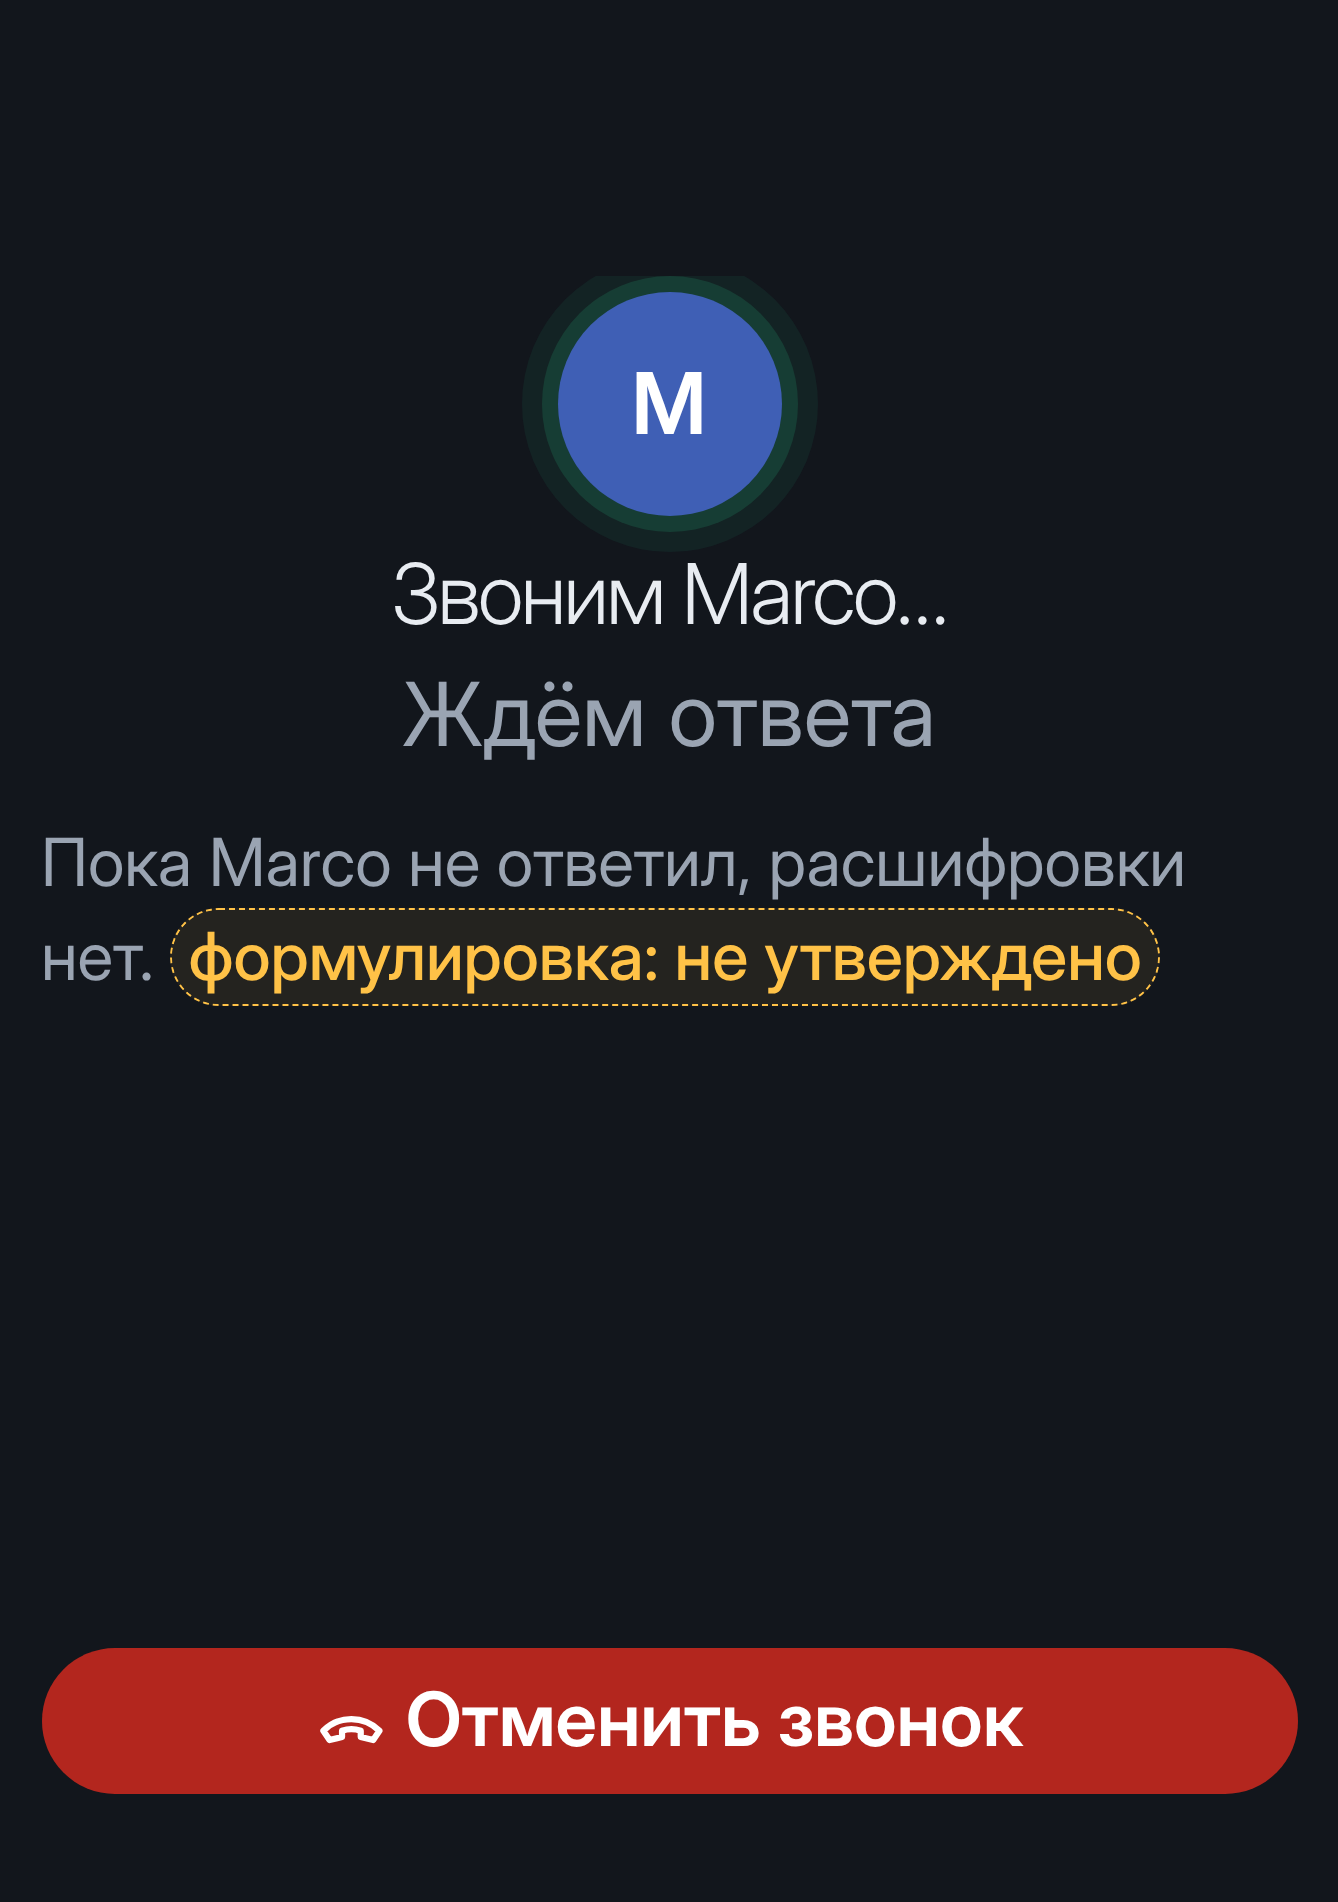 M
Звоним Marco...
Ждём ответа
Пока Marco не ответил, расшифровки
нет. формулировка: не утверждено
Отменить звонок